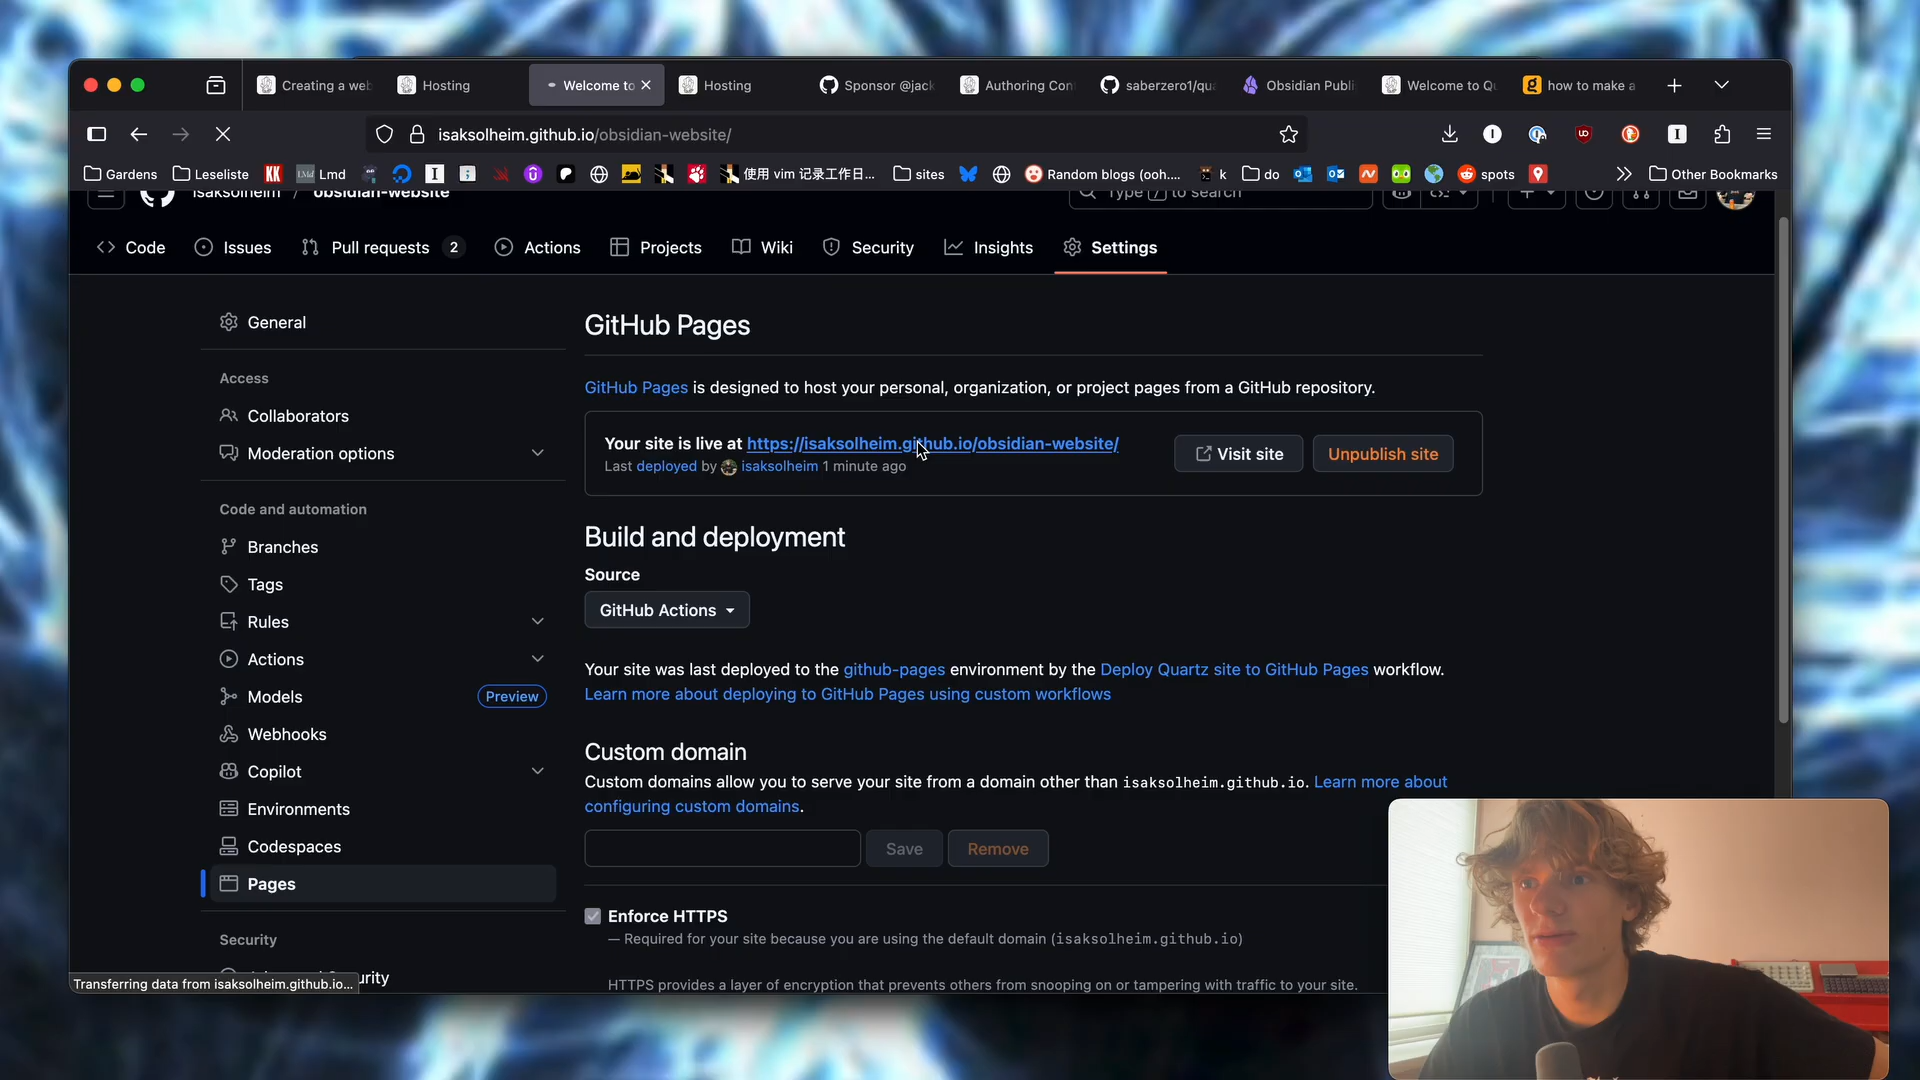 Creating a web
Hosting
Welcome to
Hosting
Sponsor @jack
Authoring Con
saberzero1/qua
Obsidian Publi
Welcome to Qu
how to make a
isaksolheim.github.io/obsidian-website/
Gardens
Leseliste
KK
LMd
Lmd
使用 vim 记录工作日...
sites
Random blogs (ooh....
k
do
spots
Other Bookmarks
isaksolheim / obsidian-website
Type / to search
Code
Issues
Pull requests 2
Actions
Projects
Wiki
Security
Insights
Settings
General
Access
Collaborators
Moderation options
Code and automation
Branches
Tags
Rules
Actions
Models Preview
Webhooks
Copilot
Environments
Codespaces
Pages
Security
urity
Transferring data from isaksolheim.github.io...
GitHub Pages
GitHub Pages is designed to host your personal, organization, or project pages from a GitHub repository.
Your site is live at https://isaksolheim.github.io/obsidian-website/
Last deployed by isaksolheim 1 minute ago
Visit site
Unpublish site
Build and deployment
Source
GitHub Actions
Your site was last deployed to the github-pages environment by the Deploy Quartz site to GitHub Pages workflow.
Learn more about deploying to GitHub Pages using custom workflows
Custom domain
Custom domains allow you to serve your site from a domain other than isaksolheim.github.io. Learn more about
configuring custom domains.
Save
Remove
Enforce HTTPS
— Required for your site because you are using the default domain (isaksolheim.github.io)
HTTPS provides a layer of encryption that prevents others from snooping on or tampering with traffic to your site.